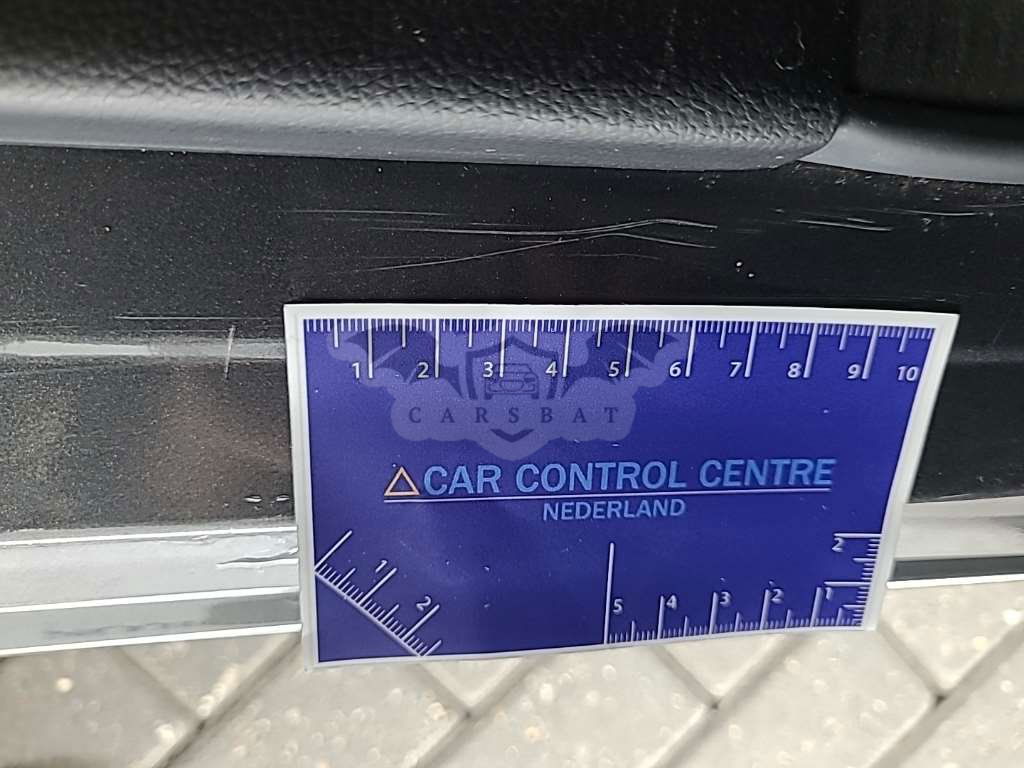 1 2 3 4 5 6 7 8 9 10
CARSBAT
CAR CONTROL CENTRE
NEDERLAND
2
1 2
5 4 3 2 1